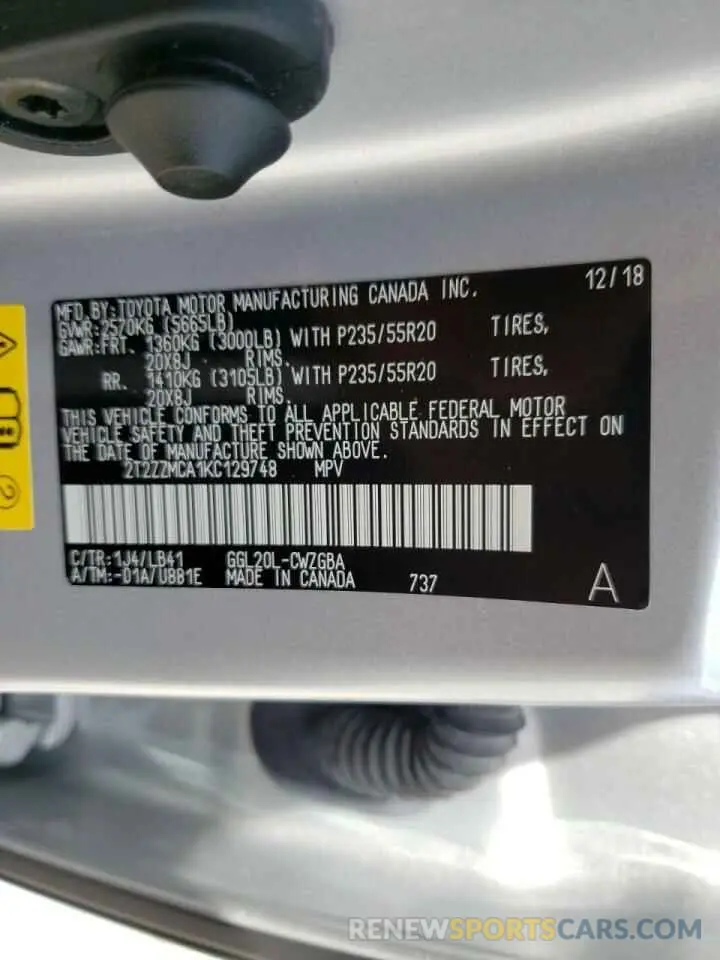 MFD.BY:TOYOTA MOTOR MANUFACTURING CANADA INC. 12/18
GVWR:2570KG (5665LB)
GAWR:FRT. 1360KG (3000LB) WITH P235/55R20 TIRES,
20X8J RIMS.
RR. 1410KG (3105LB) WITH P235/55R20 TIRES,
20X8J RIMS.
THIS VEHICLE CONFORMS TO ALL APPLICABLE FEDERAL MOTOR
VEHICLE SAFETY AND THEFT PREVENTION STANDARDS IN EFFECT ON
THE DATE OF MANUFACTURE SHOWN ABOVE.
2T2ZZMCA1KC129748 MPV
C/TR:1J4/LB41 GGL20L-CWZGBA
A/TM:-01A/U881E MADE IN CANADA 737 A
RENEWSPORTSCARS.COM